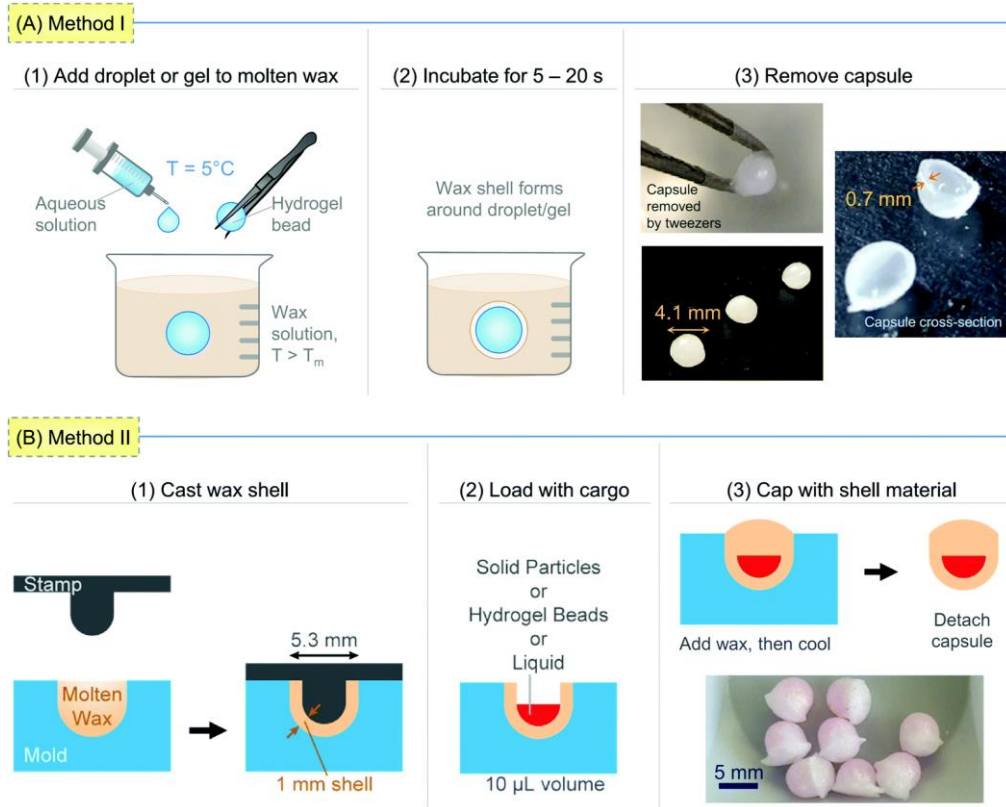 (A) Method I
(1) Add droplet or gel to molten wax
T = 5°C
Aqueous
solution
Hydrogel
bead
Wax
solution,
T > Tm
(2) Incubate for 5 – 20 s
Wax shell forms
around droplet/gel
(3) Remove capsule
Capsule
removed
by tweezers
4.1 mm
0.7 mm
Capsule cross-section
(B) Method II
(1) Cast wax shell
Stamp
Molten
Wax
Mold
5.3 mm
1 mm shell
(2) Load with cargo
Solid Particles
or
Hydrogel Beads
or
Liquid
10 µL volume
(3) Cap with shell material
Add wax, then cool
Detach
capsule
5 mm